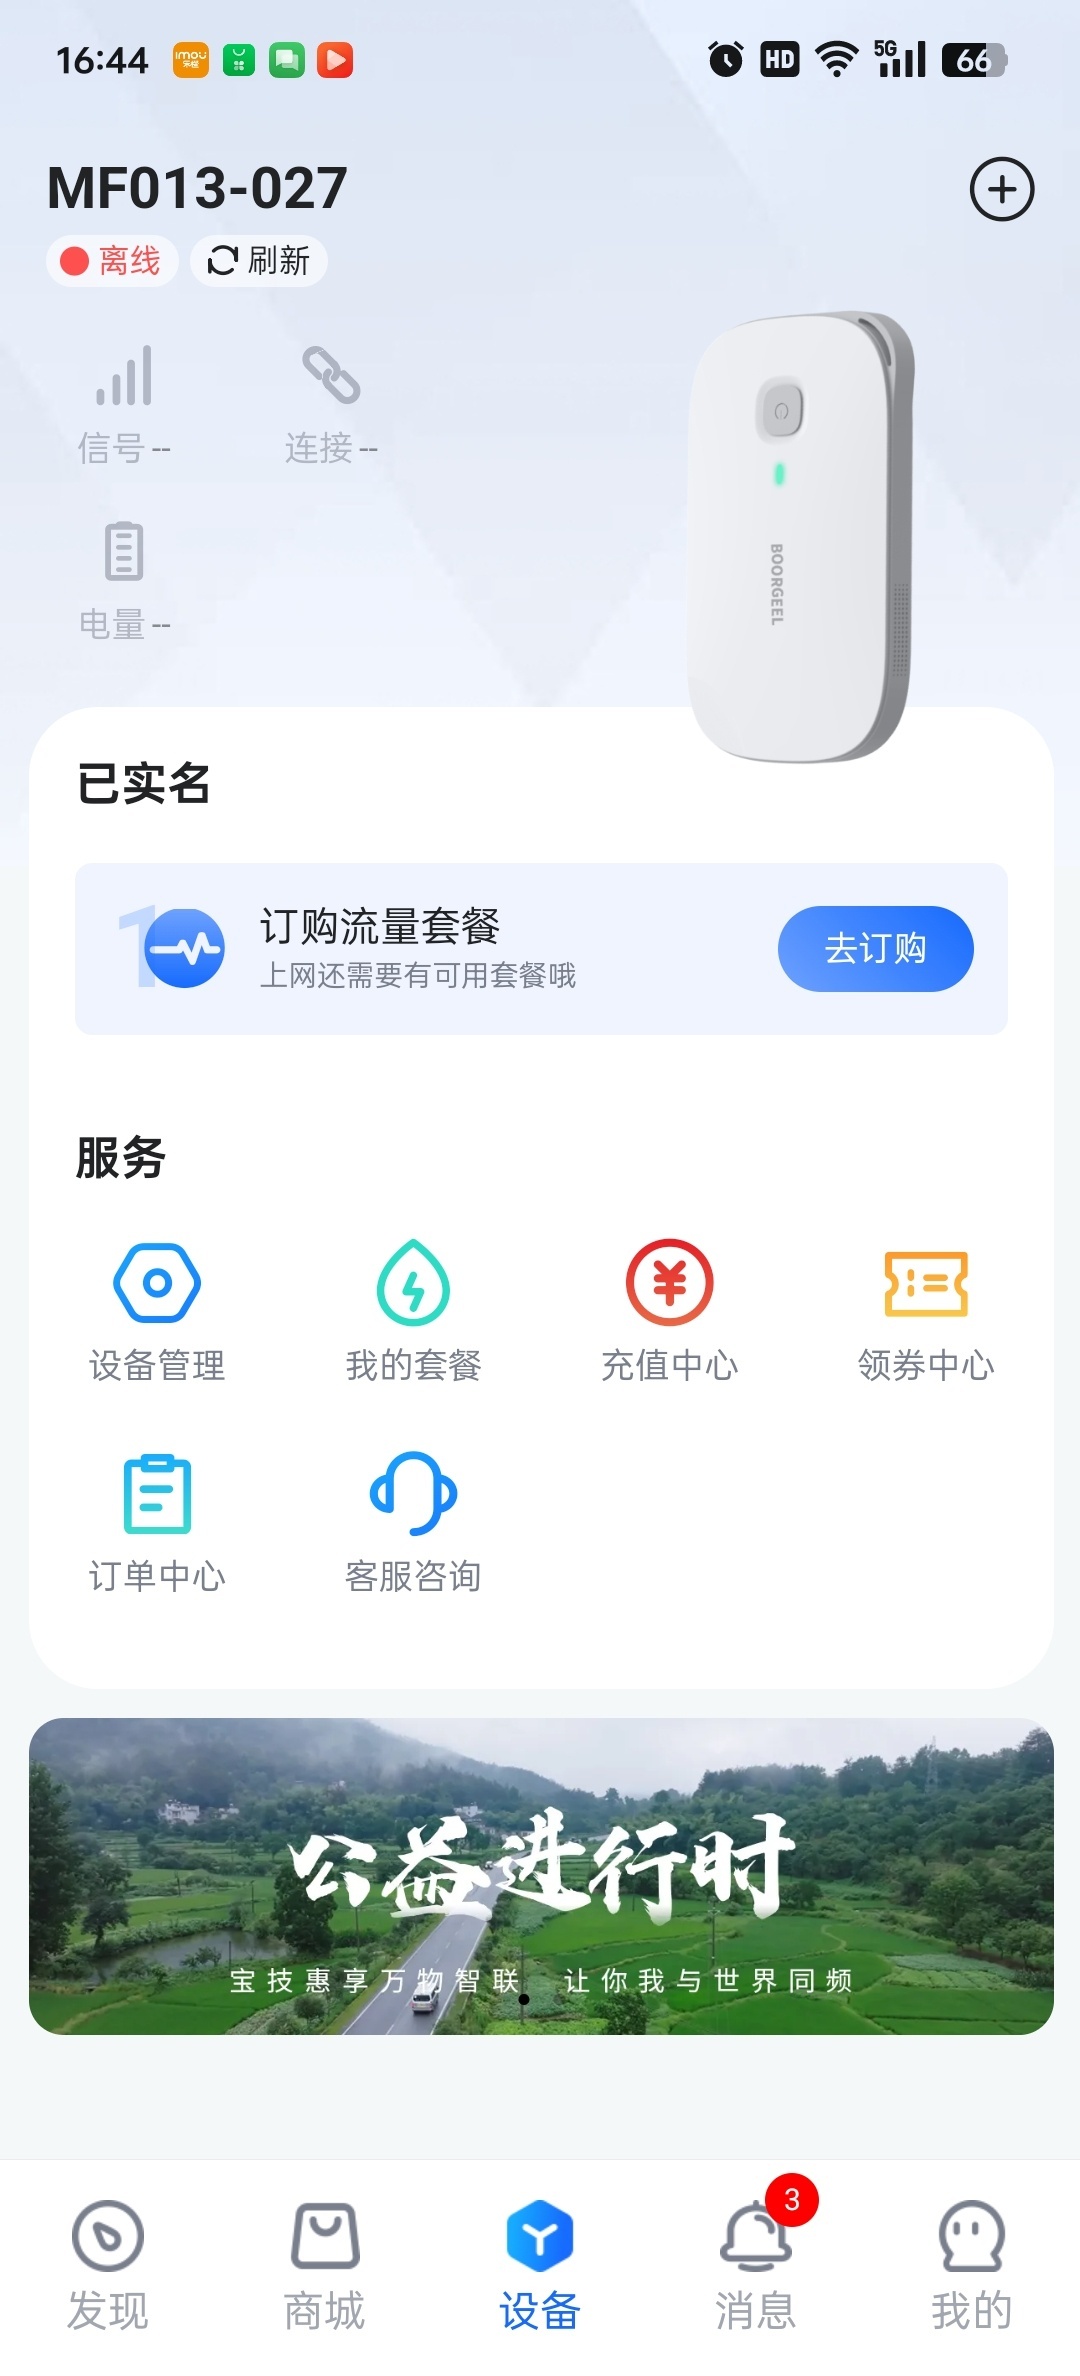 16:44
imou
乐橙
HD
5G
66
MF013-027
离线
刷新
信号--
连接--
电量--
BOORGEEL
已实名
订购流量套餐
上网还需要有可用套餐哦
去订购
服务
设备管理
我的套餐
充值中心
领券中心
订单中心
客服咨询
公益进行时
宝技惠享万物智联 让你我与世界同频
发现
商城
设备
3
消息
我的